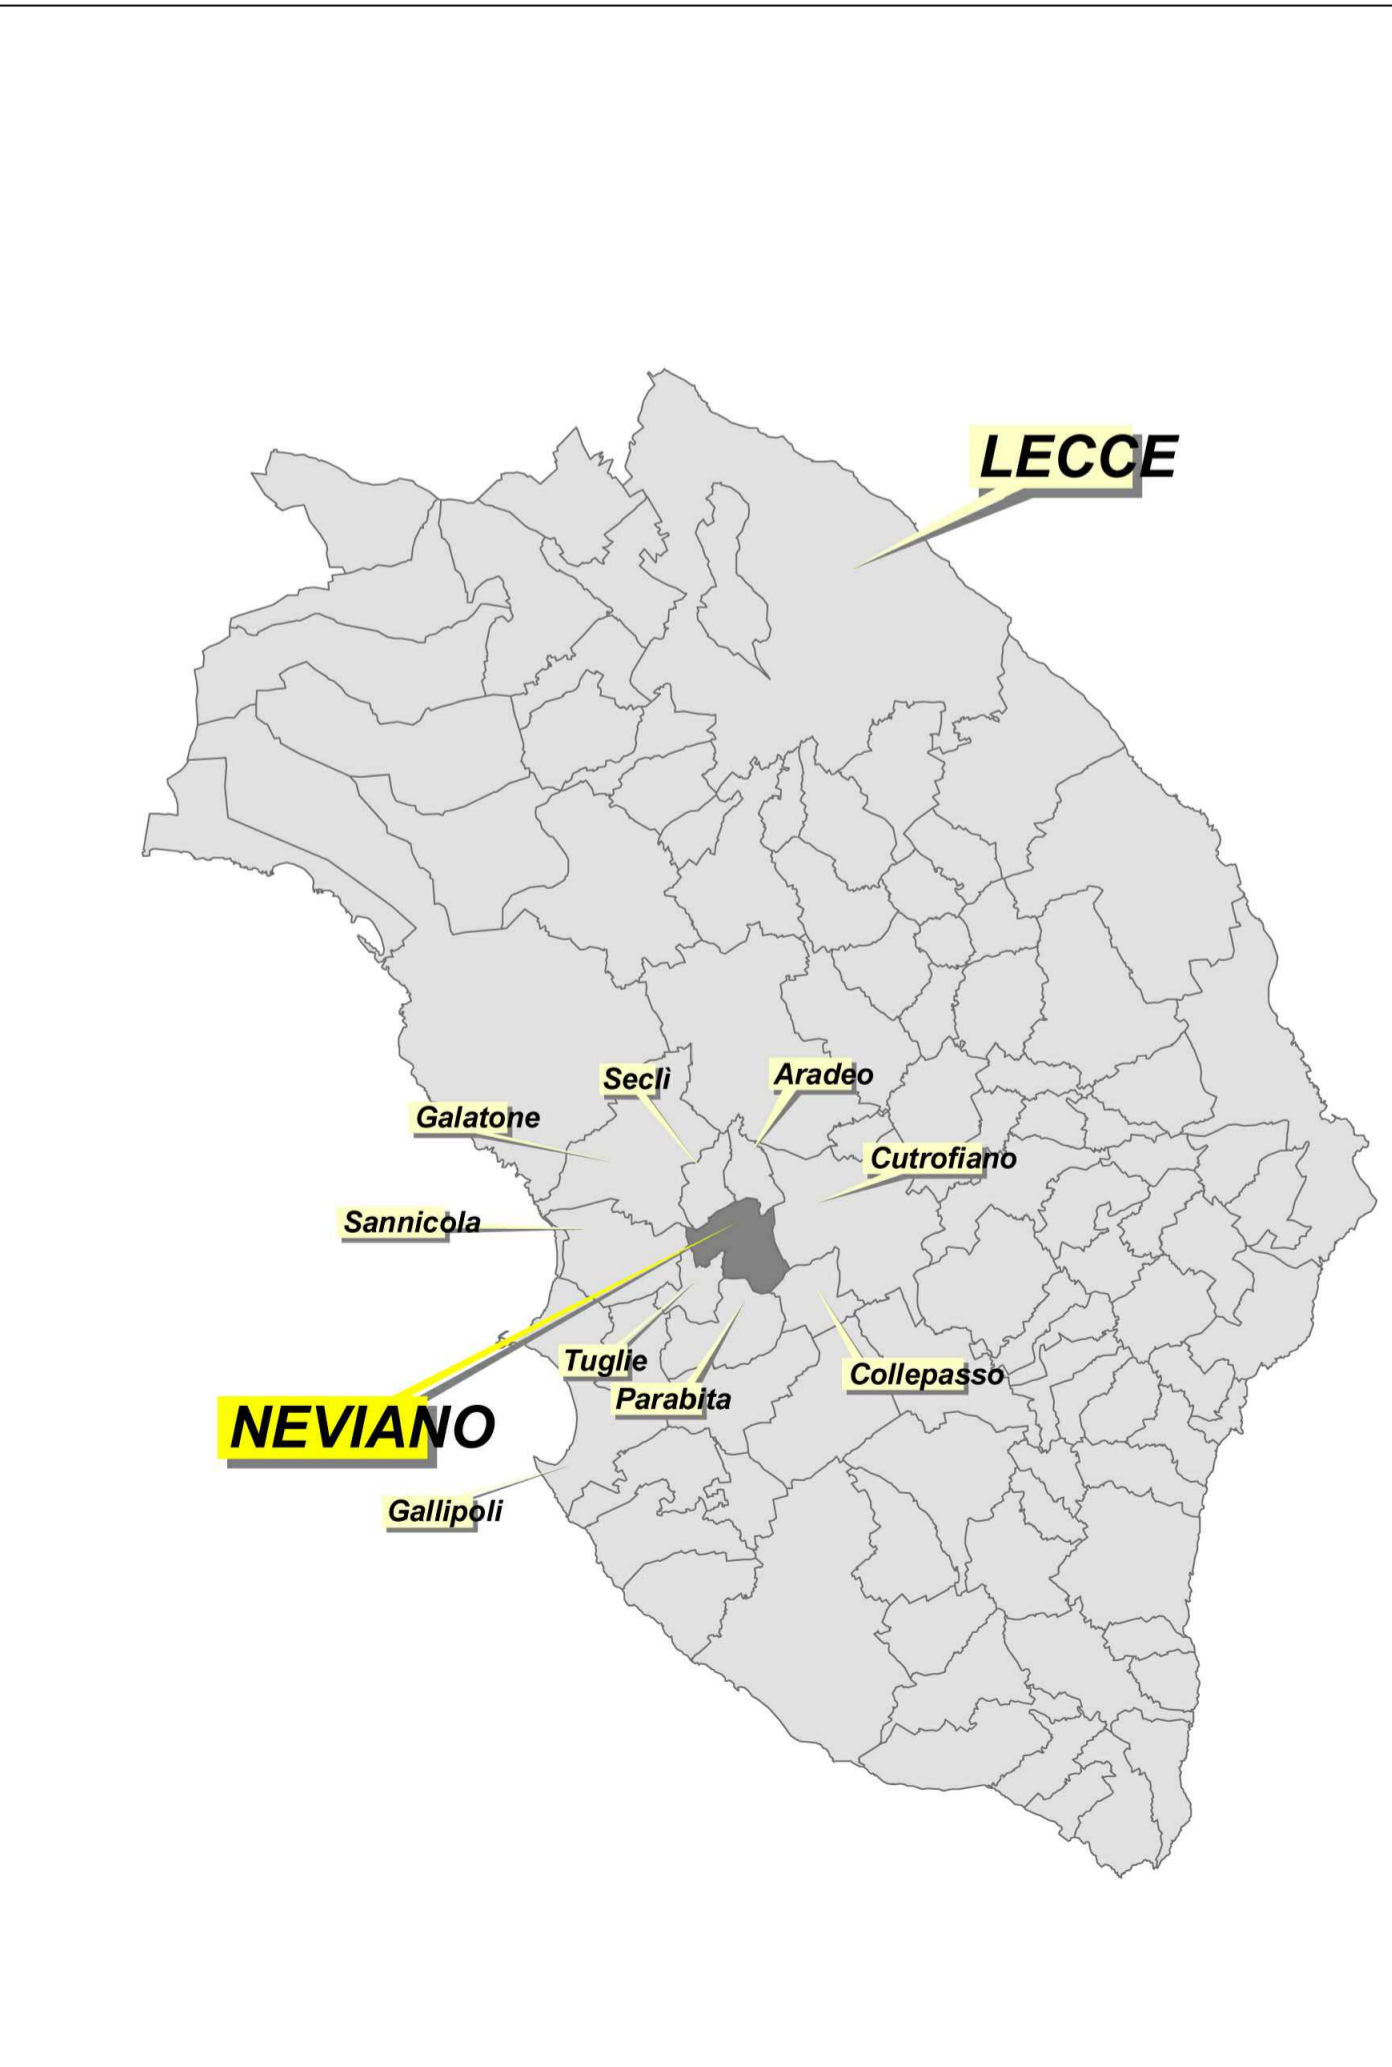 LECCE
Seclì
Aradeo
Galatone
Cutrofiano
Sannicola
Tuglie
Collepasso
Parabita
NEVIANO
Gallipoli